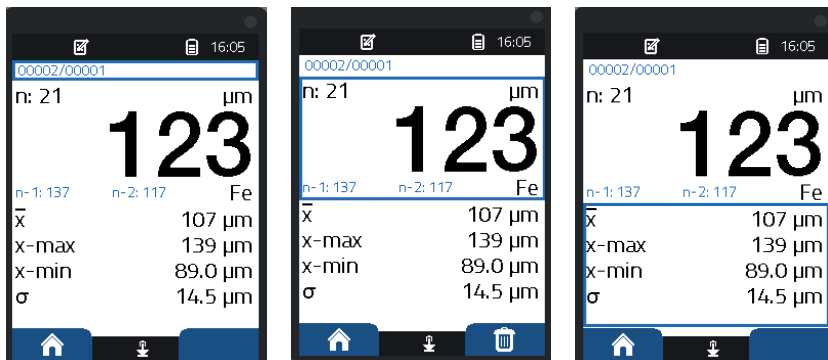 16:05
00002/00001
n: 21 µm
123
n-1: 137 n-2: 117 Fe
x̅ 107 µm
x-max 139 µm
x-min 89.0 µm
σ 14.5 µm
16:05
00002/00001
n: 21 µm
123
n-1: 137 n-2: 117 Fe
x̅ 107 µm
x-max 139 µm
x-min 89.0 µm
σ 14.5 µm
16:05
00002/00001
n: 21 µm
123
n-1: 137 n-2: 117 Fe
x̅ 107 µm
x-max 139 µm
x-min 89.0 µm
σ 14.5 µm